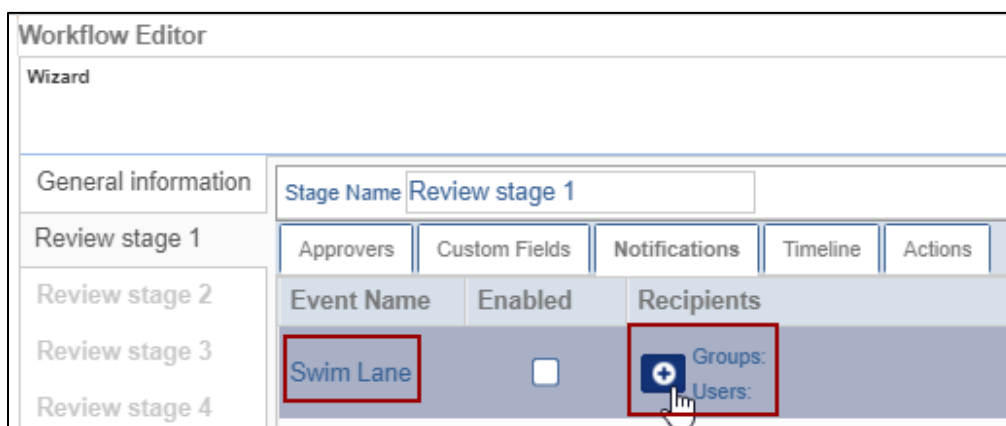 Workflow Editor
Wizard
General information
Stage Name Review stage 1
Review stage 1
Approvers Custom Fields Notifications Timeline Actions
Review stage 2
Event Name Enabled Recipients
Review stage 3
Swim Lane Groups:
Users:
Review stage 4